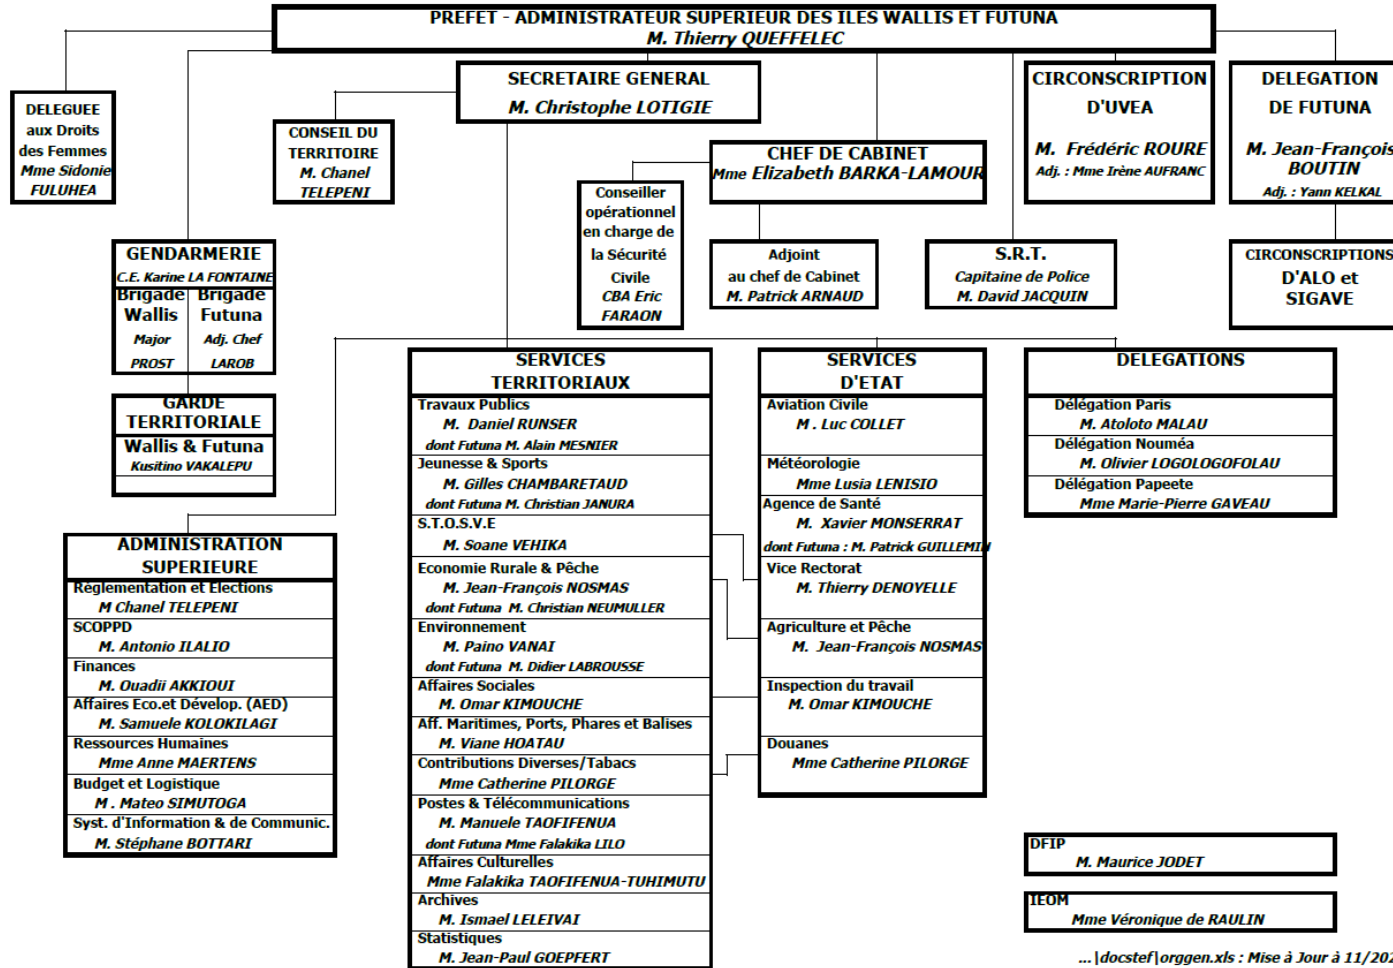 PREFET - ADMINISTRATEUR SUPERIEUR DES ILES WALLIS ET FUTUNA
M. Thierry QUEFFELEC
SECRETAIRE GENERAL
M. Christophe LOTIGIE
CIRCONSCRIPTION
D'UVEA
M. Frédéric ROURE
Adj. : Mme Irène AUFRANC
DELEGATION
DE FUTUNA
M. Jean-François
BOUTIN
Adj. : Yann KELKAL
DELEGUEE
aux Droits
des Femmes
Mme Sidonie
FULUHEA
CONSEIL DU
TERRITOIRE
M. Chanel
TELEPENI
CHEF DE CABINET
Mme Elizabeth BARKA-LAMOUR
Conseiller
opérationnel
en charge de
la Sécurité
Civile
CBA Eric
FARAON
Adjoint
au chef de Cabinet
M. Patrick ARNAUD
S.R.T.
Capitaine de Police
M. David JACQUIN
CIRCONSCRIPTIONS
D'ALO et
SIGAVE
GENDARMERIE
C.E. Karine LA FONTAINE
Brigade
Wallis
Major
PROST
Brigade
Futuna
Adj. Chef
LAROB
GARDE
TERRITORIALE
Wallis & Futuna
Kusitino VAKALEPU
ADMINISTRATION
SUPERIEURE
Réglementation et Elections
M Chanel TELEPENI
SCOPPD
M. Antonio ILALIO
Finances
M. Ouadii AKKIOUI
Affaires Eco.et Dévelop. (AED)
M. Samuele KOLOKILAGI
Ressources Humaines
Mme Anne MAERTENS
Budget et Logistique
M . Mateo SIMUTOGA
Syst. d'Information & de Communic.
M. Stéphane BOTTARI
SERVICES
TERRITORIAUX
Travaux Publics
M. Daniel RUNSER
dont Futuna M. Alain MESNIER
Jeunesse & Sports
M. Gilles CHAMBARETAUD
dont Futuna M. Christian JANURA
S.T.O.S.V.E
M. Soane VEHIKA
Economie Rurale & Pêche
M. Jean-François NOSMAS
dont Futuna M. Christian NEUMULLER
Environnement
M. Paino VANAI
dont Futuna M. Didier LABROUSSE
Affaires Sociales
M. Omar KIMOUCHE
Aff. Maritimes, Ports, Phares et Balises
M. Viane HOATAU
Contributions Diverses/Tabacs
Mme Catherine PILORGE
Postes & Télécommunications
M. Manuele TAOFIFENUA
dont Futuna Mme Falakika LILO
Affaires Culturelles
Mme Falakika TAOFIFENUA-TUHIMUTU
Archives
M. Ismael LELEIVAI
Statistiques
M. Jean-Paul GOEPFERT
SERVICES
D'ETAT
Aviation Civile
M . Luc COLLET
Météorologie
Mme Lusia LENISIO
Agence de Santé
M. Xavier MONSERRAT
dont Futuna : M. Patrick GUILLEMIN
Vice Rectorat
M. Thierry DENOYELLE
Agriculture et Pêche
M. Jean-François NOSMAS
Inspection du travail
M. Omar KIMOUCHE
Douanes
Mme Catherine PILORGE
DELEGATIONS
Délégation Paris
M. Atoloto MALAU
Délégation Nouméa
M. Olivier LOGOLOGOFOLAU
Délégation Papeete
Mme Marie-Pierre GAVEAU
DFIP
M. Maurice JODET
IEOM
Mme Véronique de RAULIN
...\docstef\orggen.xls : Mise à Jour à 11/202